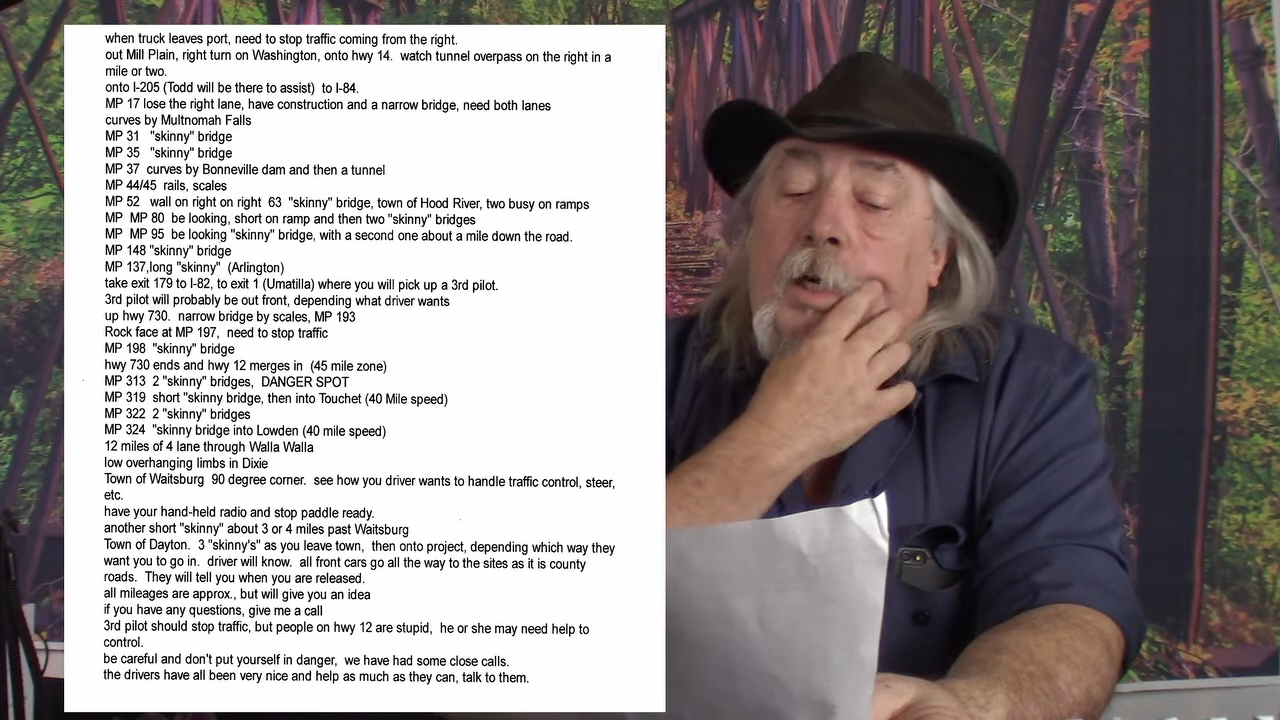 when truck leaves port, need to stop traffic coming from the right.
out Mill Plain, right turn on Washington, onto hwy 14.  watch tunnel overpass on the right in a
mile or two.
onto I-205 (Todd will be there to assist)  to I-84.
MP 17 lose the right lane, have construction and a narrow bridge, need both lanes
curves by Multnomah Falls
MP 31   "skinny" bridge
MP 35   "skinny" bridge
MP 37  curves by Bonneville dam and then a tunnel
MP 44/45  rails, scales
MP 52   wall on right on right  63  "skinny" bridge, town of Hood River, two busy on ramps
MP  MP 80  be looking, short on ramp and then two "skinny" bridges
MP  MP 95  be looking "skinny" bridge, with a second one about a mile down the road.
MP 148 "skinny" bridge
MP 137,long "skinny"  (Arlington)
take exit 179 to I-82, to exit 1 (Umatilla) where you will pick up a 3rd pilot.
3rd pilot will probably be out front, depending what driver wants
up hwy 730.  narrow bridge by scales, MP 193
Rock face at MP 197,  need to stop traffic
MP 198  "skinny" bridge
hwy 730 ends and hwy 12 merges in  (45 mile zone)
MP 313  2 "skinny" bridges,  DANGER SPOT
MP 319  short "skinny bridge, then into Touchet (40 Mile speed)
MP 322  2 "skinny" bridges
MP 324  "skinny bridge into Lowden (40 mile speed)
12 miles of 4 lane through Walla Walla
low overhanging limbs in Dixie
Town of Waitsburg  90 degree corner.  see how you driver wants to handle traffic control, steer,
etc.
have your hand-held radio and stop paddle ready.
another short "skinny" about 3 or 4 miles past Waitsburg
Town of Dayton.  3 "skinny's" as you leave town,  then onto project, depending which way they
want you to go in.  driver will know.  all front cars go all the way to the sites as it is county
roads.  They will tell you when you are released.
all mileages are approx., but will give you an idea
if you have any questions, give me a call
3rd pilot should stop traffic, but people on hwy 12 are stupid,  he or she may need help to
control.
be careful and don't put yourself in danger,  we have had some close calls.
the drivers have all been very nice and help as much as they can, talk to them.